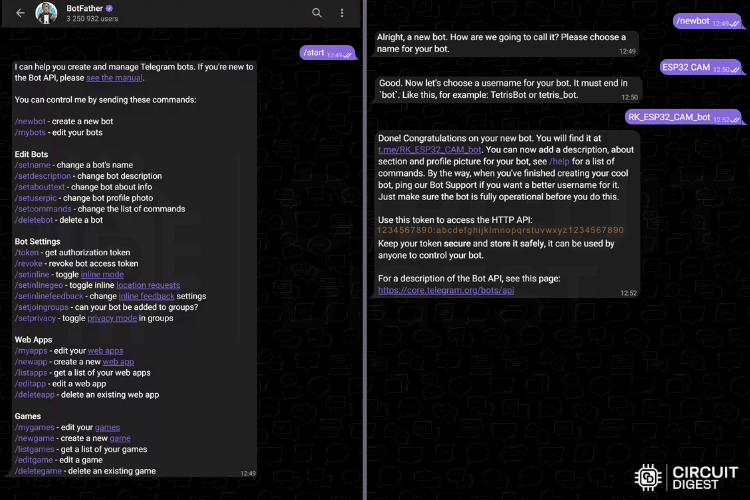 BotFather
3 250 932 users
/start 12:49
I can help you create and manage Telegram bots. If you're new to
the Bot API, please see the manual.
You can control me by sending these commands:
/newbot - create a new bot
/mybots - edit your bots
Edit Bots
/setname - change a bot's name
/setdescription - change bot description
/setabouttext - change bot about info
/setuserpic - change bot profile photo
/setcommands - change the list of commands
/deletebot - delete a bot
Bot Settings
/token - get authorization token
/revoke - revoke bot access token
/setinline - toggle inline mode
/setinlinegeo - toggle inline location requests
/setinlinefeedback - change inline feedback settings
/setjoingroups - can your bot be added to groups?
/setprivacy - toggle privacy mode in groups
Web Apps
/myapps - edit your web apps
/newapp - create a new web app
/listapps - get a list of your web apps
/editapp - edit a web app
/deleteapp - delete an existing web app
Games
/mygames - edit your games
/newgame - create a new game
/listgames - get a list of your games
/editgame - edit a game
/deletegame - delete an existing game
12:49
/newbot 12:49
Alright, a new bot. How are we going to call it? Please choose a
name for your bot.
12:49
ESP32 CAM 12:50
Good. Now let's choose a username for your bot. It must end in
`bot`. Like this, for example: TetrisBot or tetris_bot.
12:50
RK_ESP32_CAM_bot 12:52
Done! Congratulations on your new bot. You will find it at
t.me/RK_ESP32_CAM_bot. You can now add a description, about
section and profile picture for your bot, see /help for a list of
commands. By the way, when you've finished creating your cool
bot, ping our Bot Support if you want a better username for it.
Just make sure the bot is fully operational before you do this.
Use this token to access the HTTP API:
1234567890:abcdefghijklmnopqrstuvwxyz1234567890
Keep your token secure and store it safely, it can be used by
anyone to control your bot.
For a description of the Bot API, see this page:
https://core.telegram.org/bots/api
12:52
CIRCUIT
DIGEST